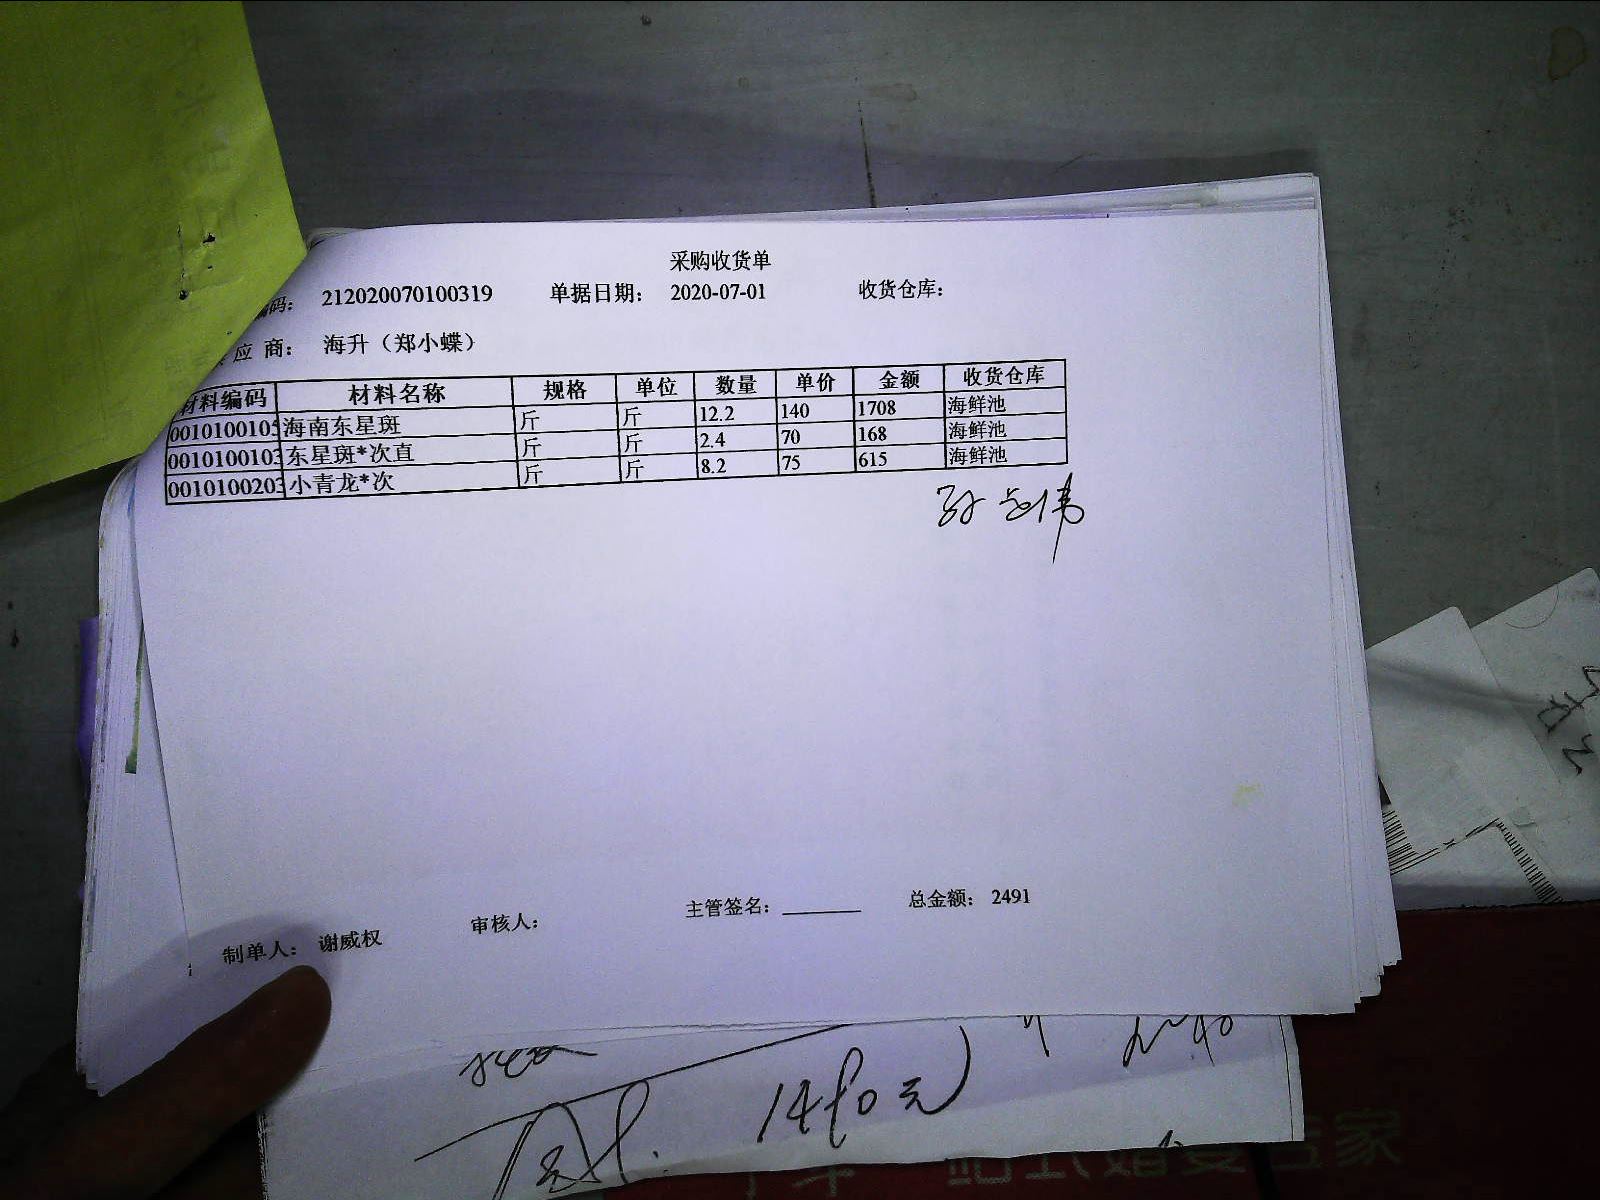 采购收货单
编码： 212020070100319 单据日期： 2020-07-01 收货仓库：
应 商： 海升（郑小蝶）
材料编码 材料名称 规格 单位 数量 单价 金额 收货仓库
0010100105 海南东星斑 斤 斤 12.2 140 1708 海鲜池
0010100103 东星斑*次直 斤 斤 2.4 70 168 海鲜池
0010100203 小青龙*次 斤 斤 8.2 75 615 海鲜池
制单人： 谢威权 审核人： 主管签名： 总金额： 2491